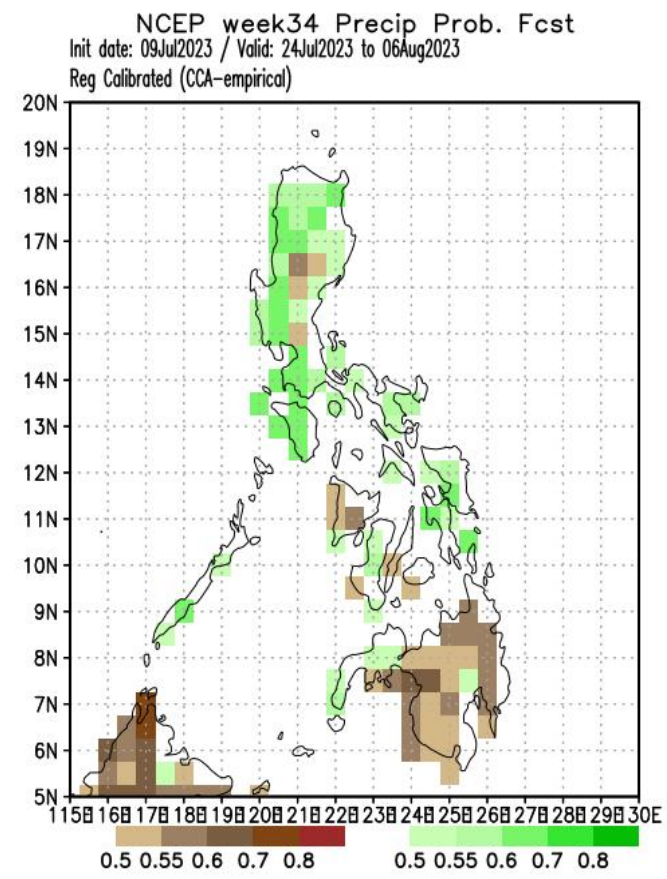 NCEP week34 Precip Prob. Fcst
Init date: 09Jul2023 / Valid: 24Jul2023 to 06Aug2023
Reg Calibrated (CCA-empirical)
20N
19N
18N
17N
16N
15N
14N
13N
12N
11N
10N
9N
8N
7N
6N
5N
115E 116E 117E 118E 119E 120E 121E 122E 123E 124E 125E 126E 127E 128E 129E 130E
0.5 0.55 0.6 0.7 0.8 0.5 0.55 0.6 0.7 0.8